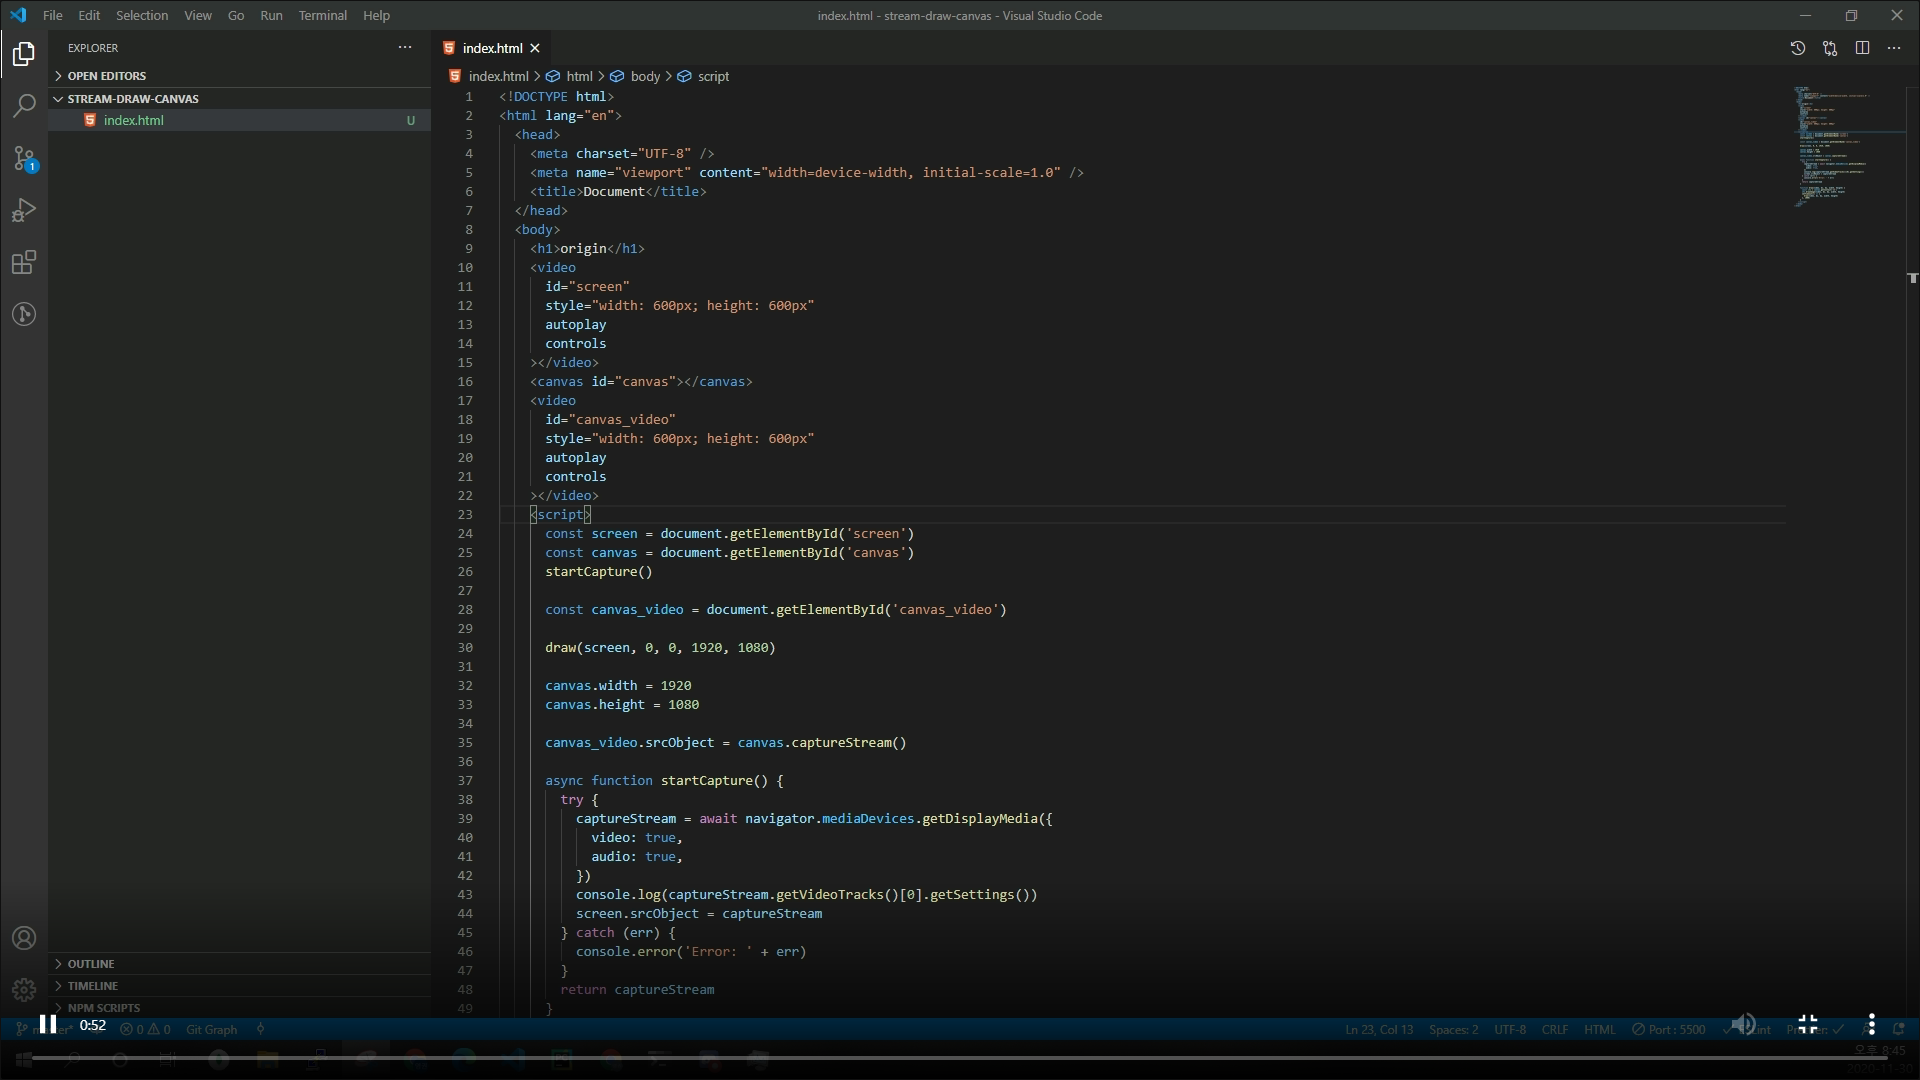 File Edit Selection View Go Run Terminal Help
index.html - stream-draw-canvas - Visual Studio Code
EXPLORER
OPEN EDITORS
STREAM-DRAW-CANVAS
index.html U
1
index.html
index.html > html > body > script
1 <!DOCTYPE html>
2 <html lang="en">
3 <head>
4 <meta charset="UTF-8" />
5 <meta name="viewport" content="width=device-width, initial-scale=1.0" />
6 <title>Document</title>
7 </head>
8 <body>
9 <h1>origin</h1>
10 <video
11 id="screen"
12 style="width: 600px; height: 600px"
13 autoplay
14 controls
15 ></video>
16 <canvas id="canvas"></canvas>
17 <video
18 id="canvas_video"
19 style="width: 600px; height: 600px"
20 autoplay
21 controls
22 ></video>
23 <script>
24 const screen = document.getElementById('screen')
25 const canvas = document.getElementById('canvas')
26 startCapture()
27
28 const canvas_video = document.getElementById('canvas_video')
29
30 draw(screen, 0, 0, 1920, 1080)
31
32 canvas.width = 1920
33 canvas.height = 1080
34
35 canvas_video.srcObject = canvas.captureStream()
36
37 async function startCapture() {
38 try {
39 captureStream = await navigator.mediaDevices.getDisplayMedia({
40 video: true,
41 audio: true,
42 })
43 console.log(captureStream.getVideoTracks()[0].getSettings())
44 screen.srcObject = captureStream
45 } catch (err) {
46 console.error('Error: ' + err)
47 }
48 return captureStream
49 }
OUTLINE
TIMELINE
NPM SCRIPTS
0:52
0 0 Git Graph
Ln 23, Col 13 Spaces: 2 UTF-8 CRLF HTML Port : 5500
오후 8:45
2020-11-30